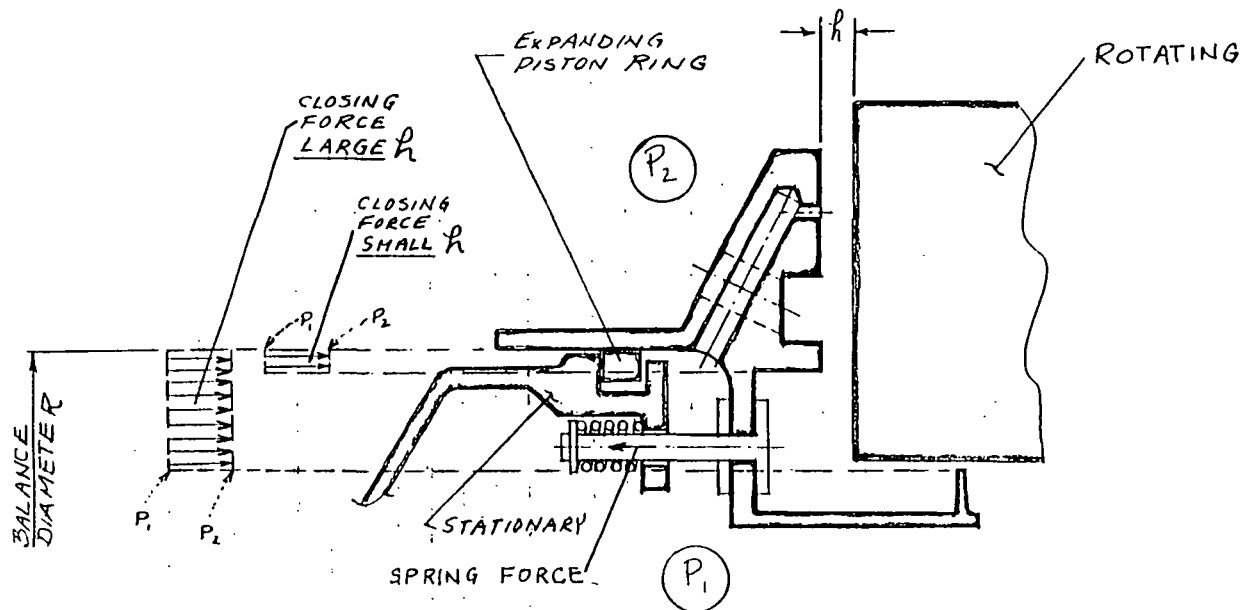 h
EXPANDING
PISTON RING
ROTATING
CLOSING
FORCE
LARGE h
P2
CLOSING
FORCE
SMALL h
P1
P2
BALANCE
DIAMETER
P1
P2
STATIONARY
SPRING FORCE
P1